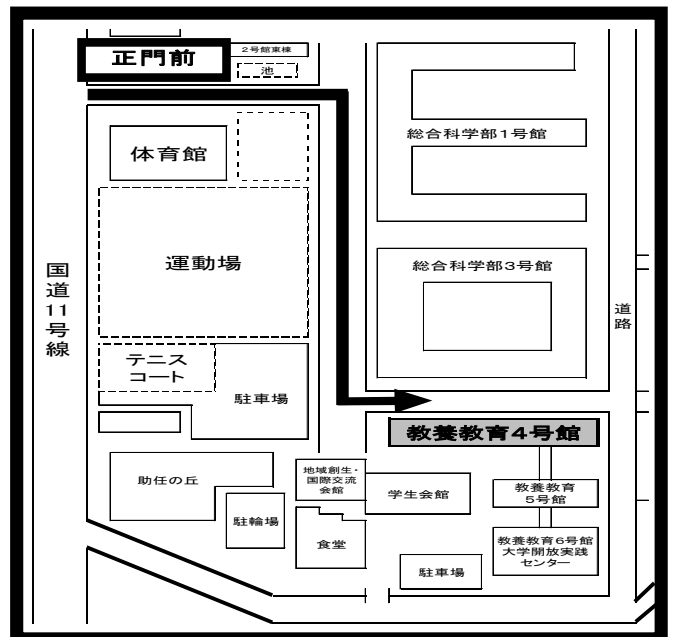 正門前
2号館東棟
池
体育館
総合科学部1号館
運動場
総合科学部3号館
国道11号線
道路
テニス
コート
駐車場
教養教育4号館
助任の丘
地域創生・
国際交流
会館
学生会館
教養教育
5号館
駐輪場
食堂
教養教育6号館
大学開放実践
センター
駐車場